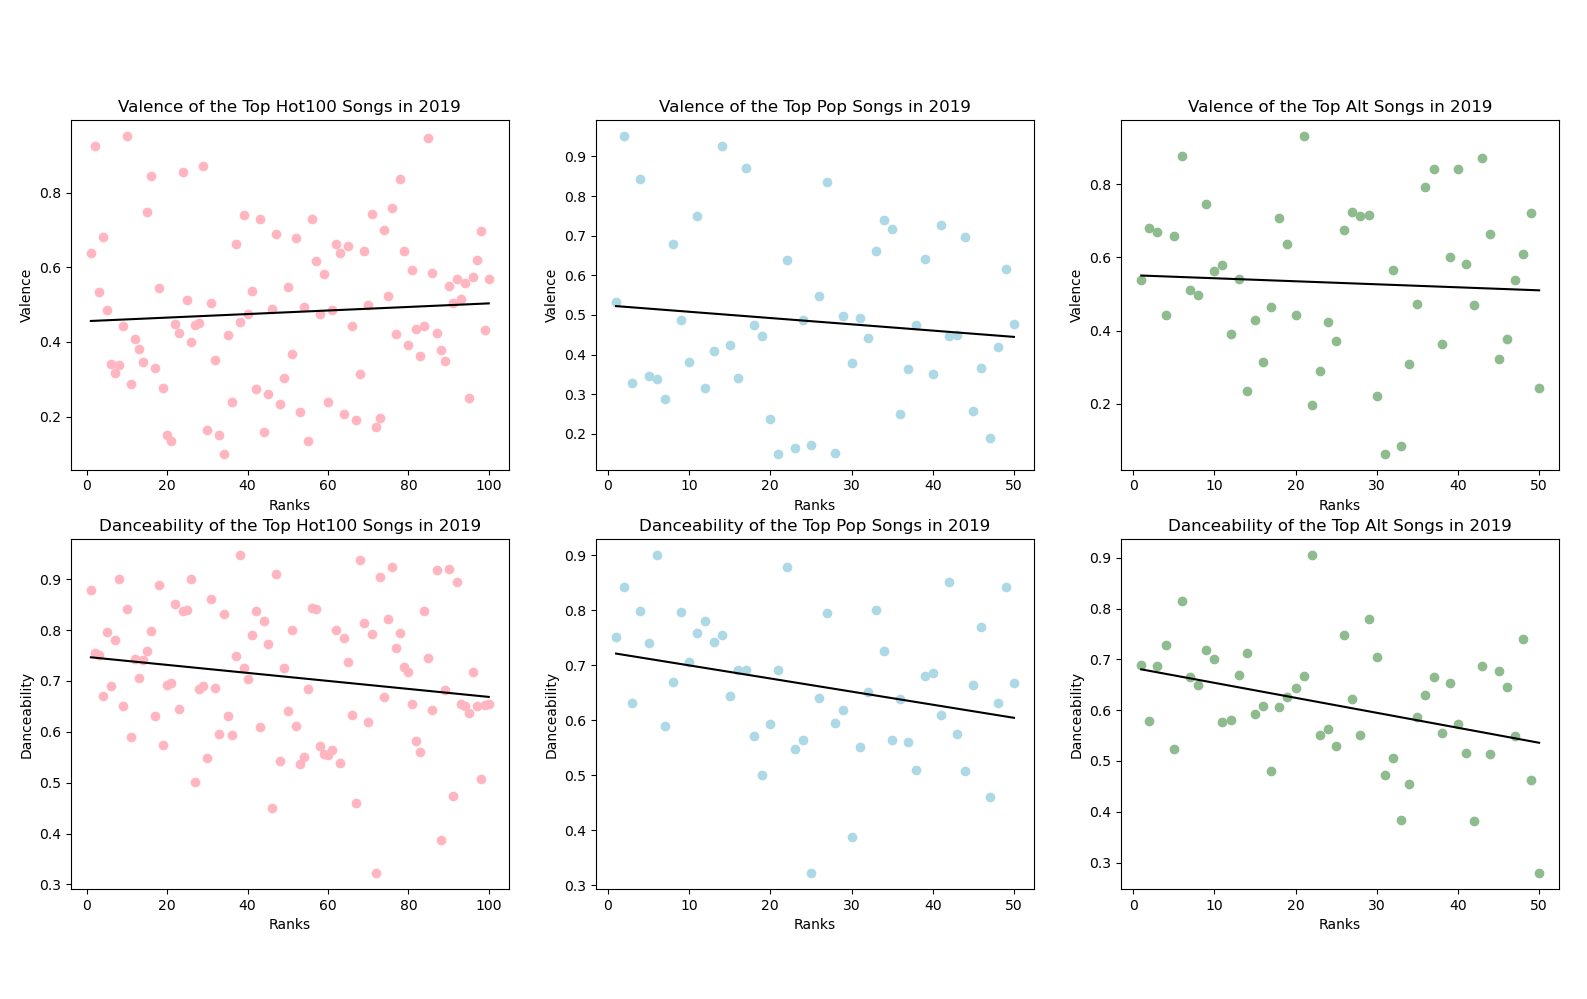 Valence of the Top Hot100 Songs in 2019
Valence of the Top Pop Songs in 2019
Valence of the Top Alt Songs in 2019
Valence
0.8
0.6
0.4
0.2
0 20 40 60 80 100
Ranks
Valence
0.9
0.8
0.7
0.6
0.5
0.4
0.3
0.2
0 10 20 30 40 50
Ranks
Valence
0.8
0.6
0.4
0.2
0 10 20 30 40 50
Ranks
Danceability of the Top Hot100 Songs in 2019
Danceability of the Top Pop Songs in 2019
Danceability of the Top Alt Songs in 2019
Danceability
0.9
0.8
0.7
0.6
0.5
0.4
0.3
0 20 40 60 80 100
Ranks
Danceability
0.9
0.8
0.7
0.6
0.5
0.4
0.3
0 10 20 30 40 50
Ranks
Danceability
0.9
0.8
0.7
0.6
0.5
0.4
0.3
0 10 20 30 40 50
Ranks